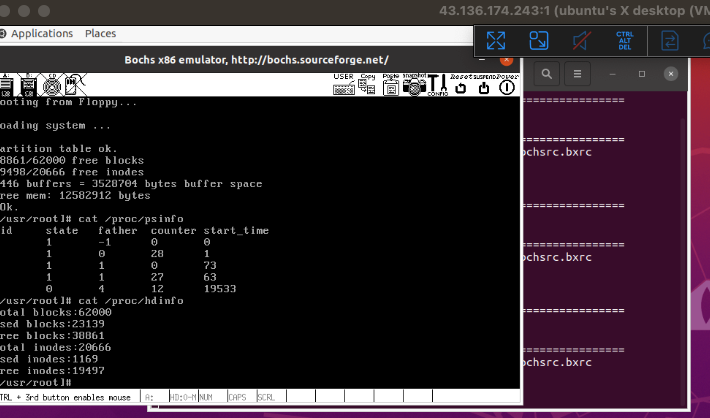 43.136.174.243:1 (ubuntu's X desktop (VM
Applications Places
CTRL
ALT
DEL
Bochs x86 emulator, http://bochs.sourceforge.net/
A: B: CD USER Copy Paste Snapshot CONFIG Reset SUSPEND Power
ooting from Floppy...
oading system ...
artition table ok.
8861/62000 free blocks
9498/20666 free inodes
446 buffers = 3528704 bytes buffer space
ree mem: 12582912 bytes
Ok.
/usr/root]# cat /proc/psinfo
id state father counter start_time
1 -1 0 0
1 0 28 1
1 1 0 73
1 1 27 63
0 4 12 19533
/usr/root]# cat /proc/hdinfo
otal blocks:62000
sed blocks:23139
ree blocks:38861
otal inodes:20666
sed inodes:1169
ree inodes:19497
/usr/root]#
TRL + 3rd button enables mouse A: HD:0-M NUM CAPS SCRL
================
================
ochsrc.bxrc
================
================
ochsrc.bxrc
================
================
ochsrc.bxrc